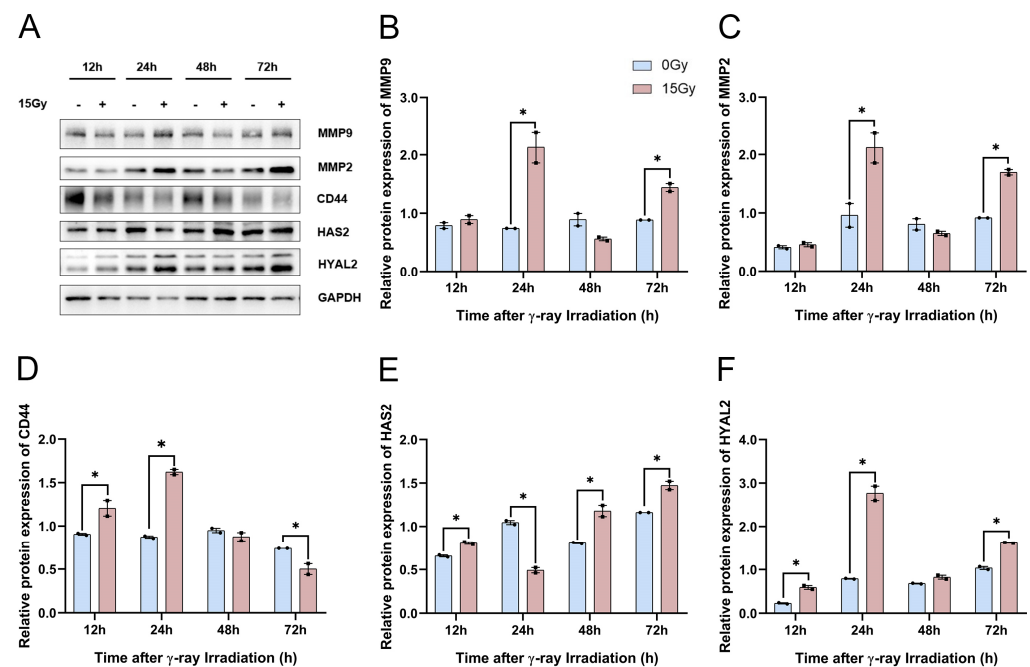 A
12h 24h 48h 72h
15Gy - + - + - + - +
MMP9
MMP2
CD44
HAS2
HYAL2
GAPDH
B
Relative protein expression of MMP9
0Gy
15Gy
3.0
2.0
1.0
0.0
* *
12h 24h 48h 72h
Time after γ-ray Irradiation (h)
C
Relative protein expression of MMP2
3.0
2.0
1.0
0.0
* *
12h 24h 48h 72h
Time after γ-ray Irradiation (h)
D
Relative protein expression of CD44
2.0
1.5
1.0
0.5
0.0
* * *
12h 24h 48h 72h
Time after γ-ray Irradiation (h)
E
Relative protein expression of HAS2
2.0
1.5
1.0
0.5
0.0
* * * *
12h 24h 48h 72h
Time after γ-ray Irradiation (h)
F
Relative protein expression of HYAL2
4.0
3.0
2.0
1.0
0.0
* * *
12h 24h 48h 72h
Time after γ-ray Irradiation (h)